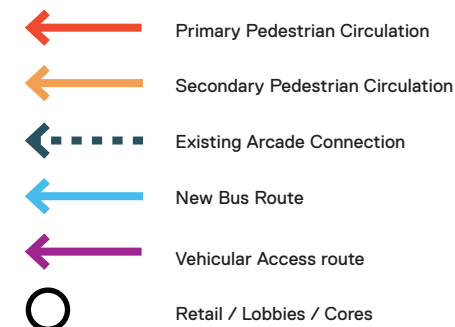 Primary Pedestrian Circulation
Secondary Pedestrian Circulation
Existing Arcade Connection
New Bus Route
Vehicular Access route
Retail / Lobbies / Cores